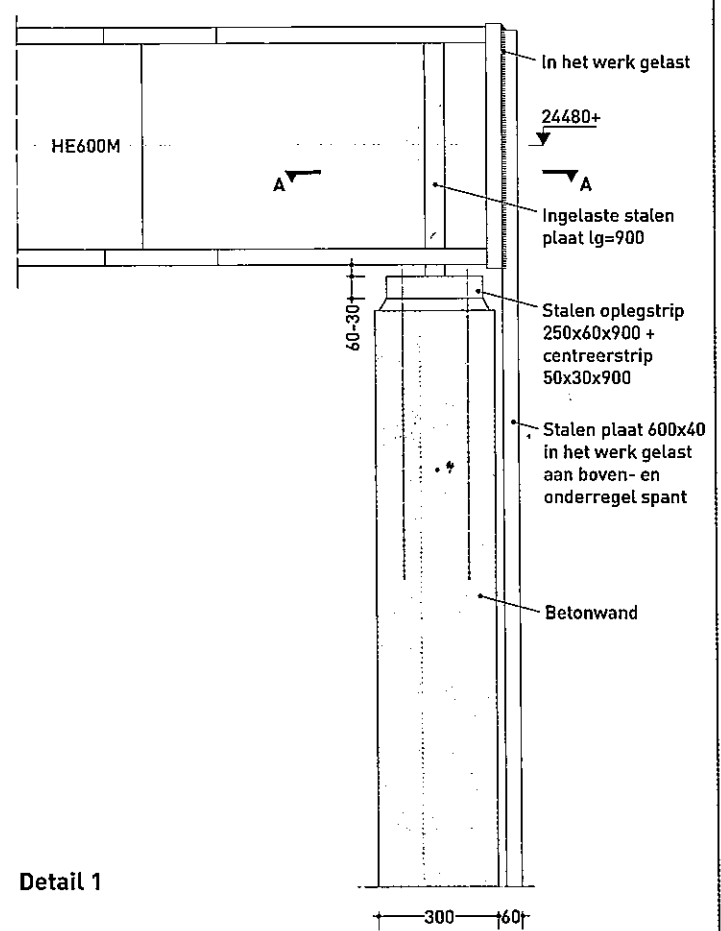 In het werk gelast
24480+
HE600M
A
A
Ingelaste stalen
plaat lg=900
60-30
Stalen oplegstrip
250x60x900 +
centreerstrip
50x30x900
Stalen plaat 600x40
in het werk gelast
aan boven- en
onderregel spant
Betonwand
Detail 1
300
60